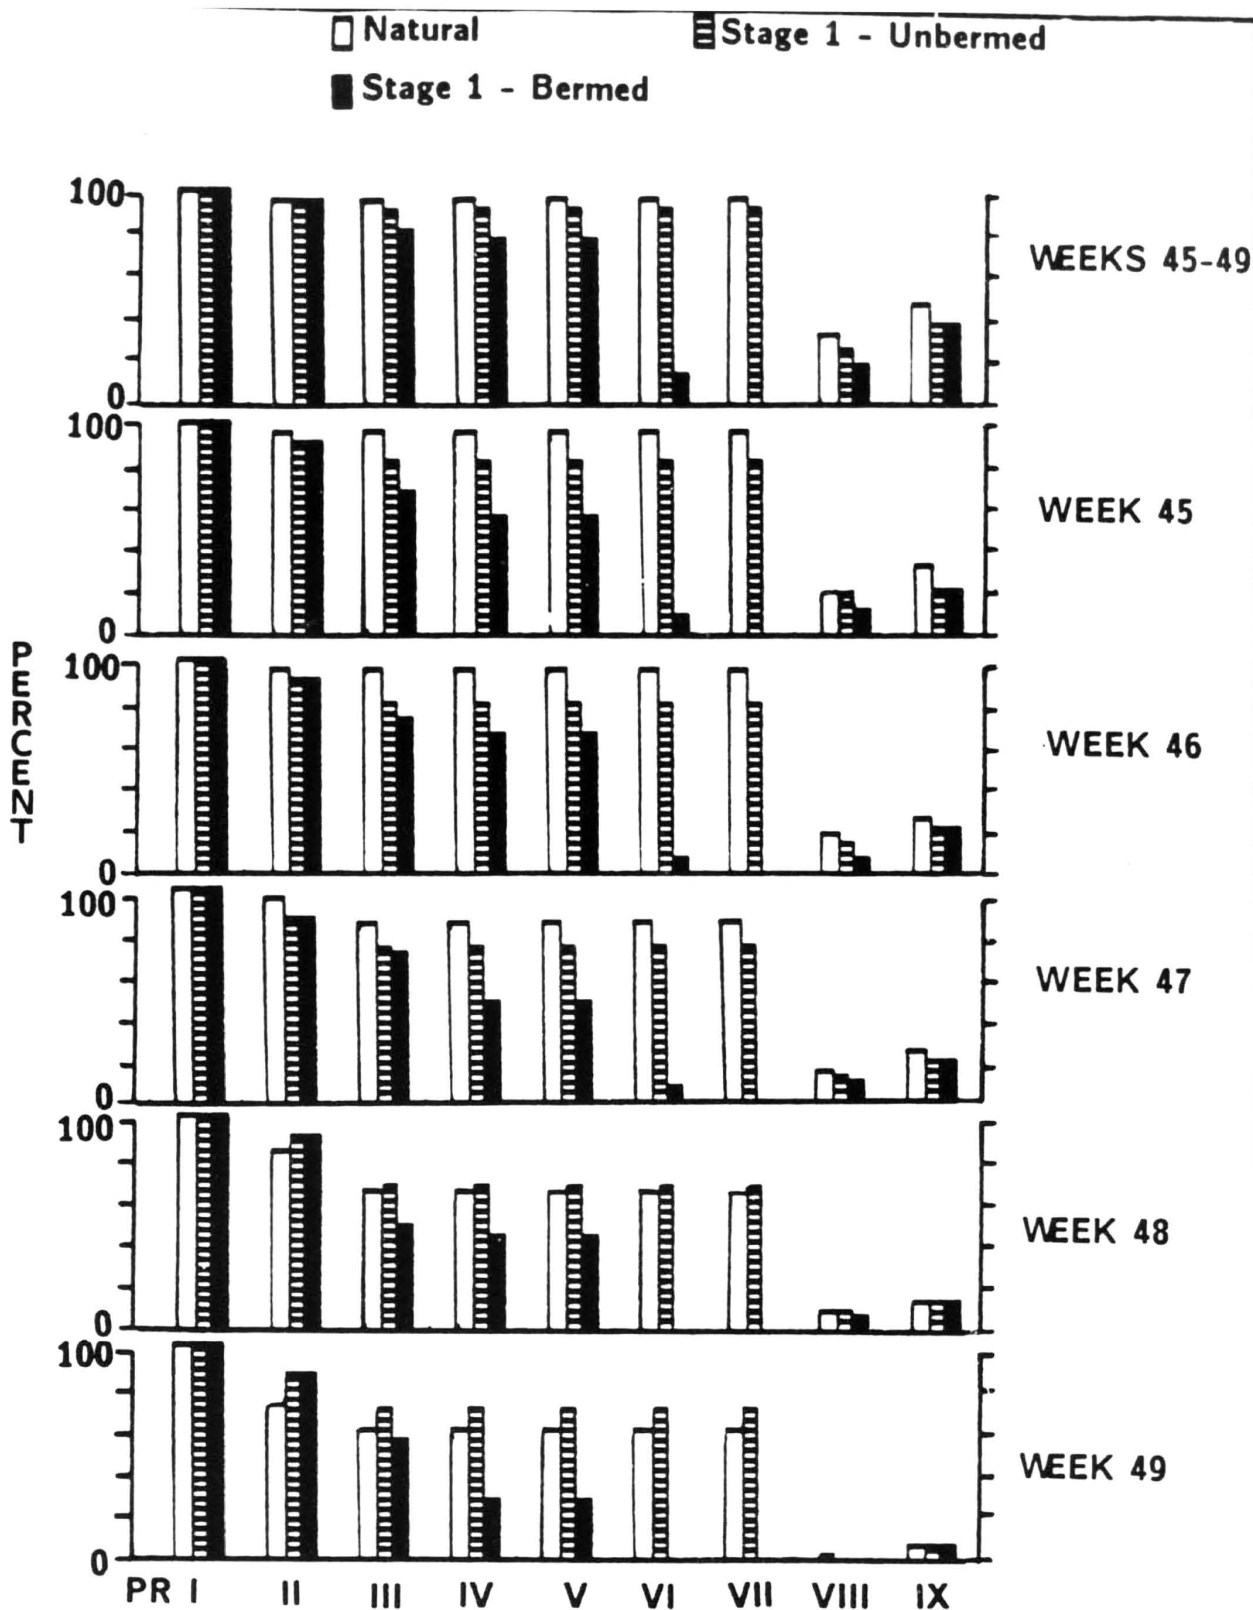 Natural Stage 1 - Unbermed
Stage 1 - Bermed
100
0
WEEKS 45-49
100
0
WEEK 45
100
0
WEEK 46
PERCENT
100
0
WEEK 47
100
0
WEEK 48
100
0
WEEK 49
PR I II III IV V VI VII VIII IX